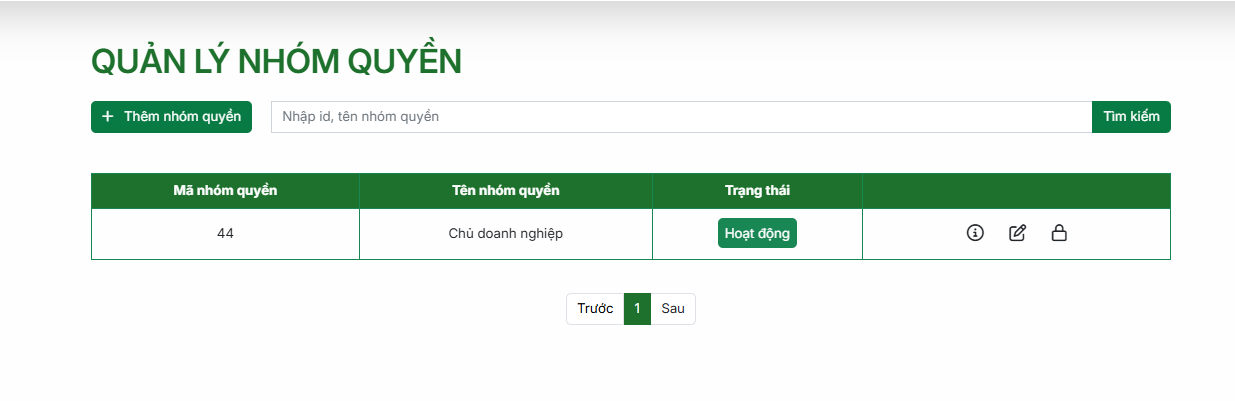 QUẢN LÝ NHÓM QUYỀN
Thêm nhóm quyền Nhập id, tên nhóm quyền Tìm kiếm
Mã nhóm quyền Tên nhóm quyền Trạng thái
44 Chủ doanh nghiệp Hoạt động
Trước 1 Sau